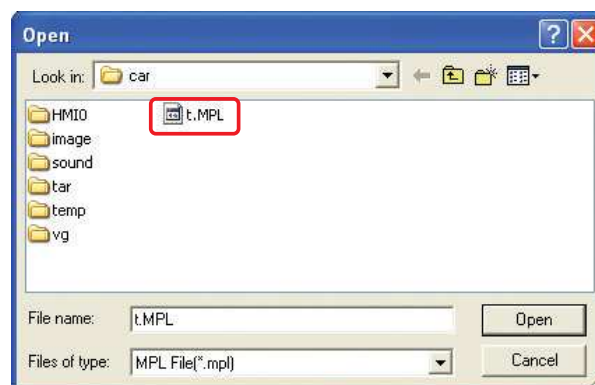 Open
Look in: car
HMI0 t.MPL
image
sound
tar
temp
vg
File name: t.MPL Open
Files of type: MPL File(*.mpl) Cancel